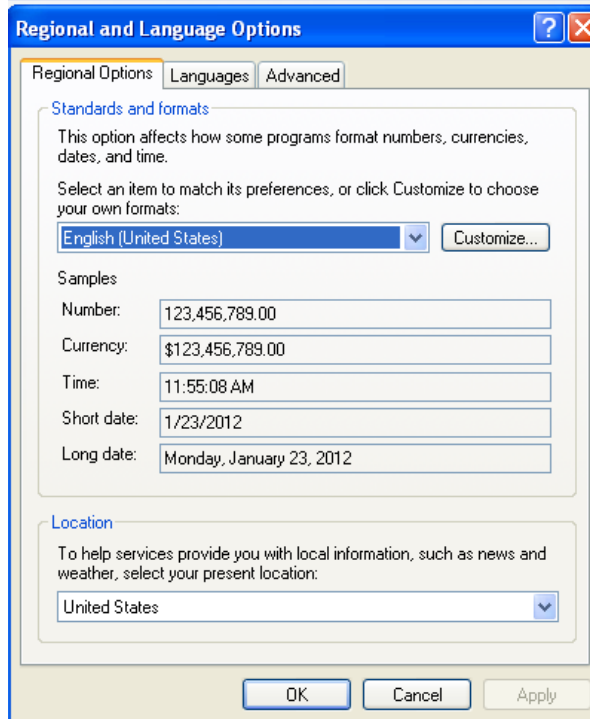 Regional and Language Options
Regional Options Languages Advanced
Standards and formats
This option affects how some programs format numbers, currencies,
dates, and time.
Select an item to match its preferences, or click Customize to choose
your own formats:
English (United States) Customize...
Samples
Number: 123,456,789.00
Currency: $123,456,789.00
Time: 11:55:08 AM
Short date: 1/23/2012
Long date: Monday, January 23, 2012
Location
To help services provide you with local information, such as news and
weather, select your present location:
United States
OK Cancel Apply